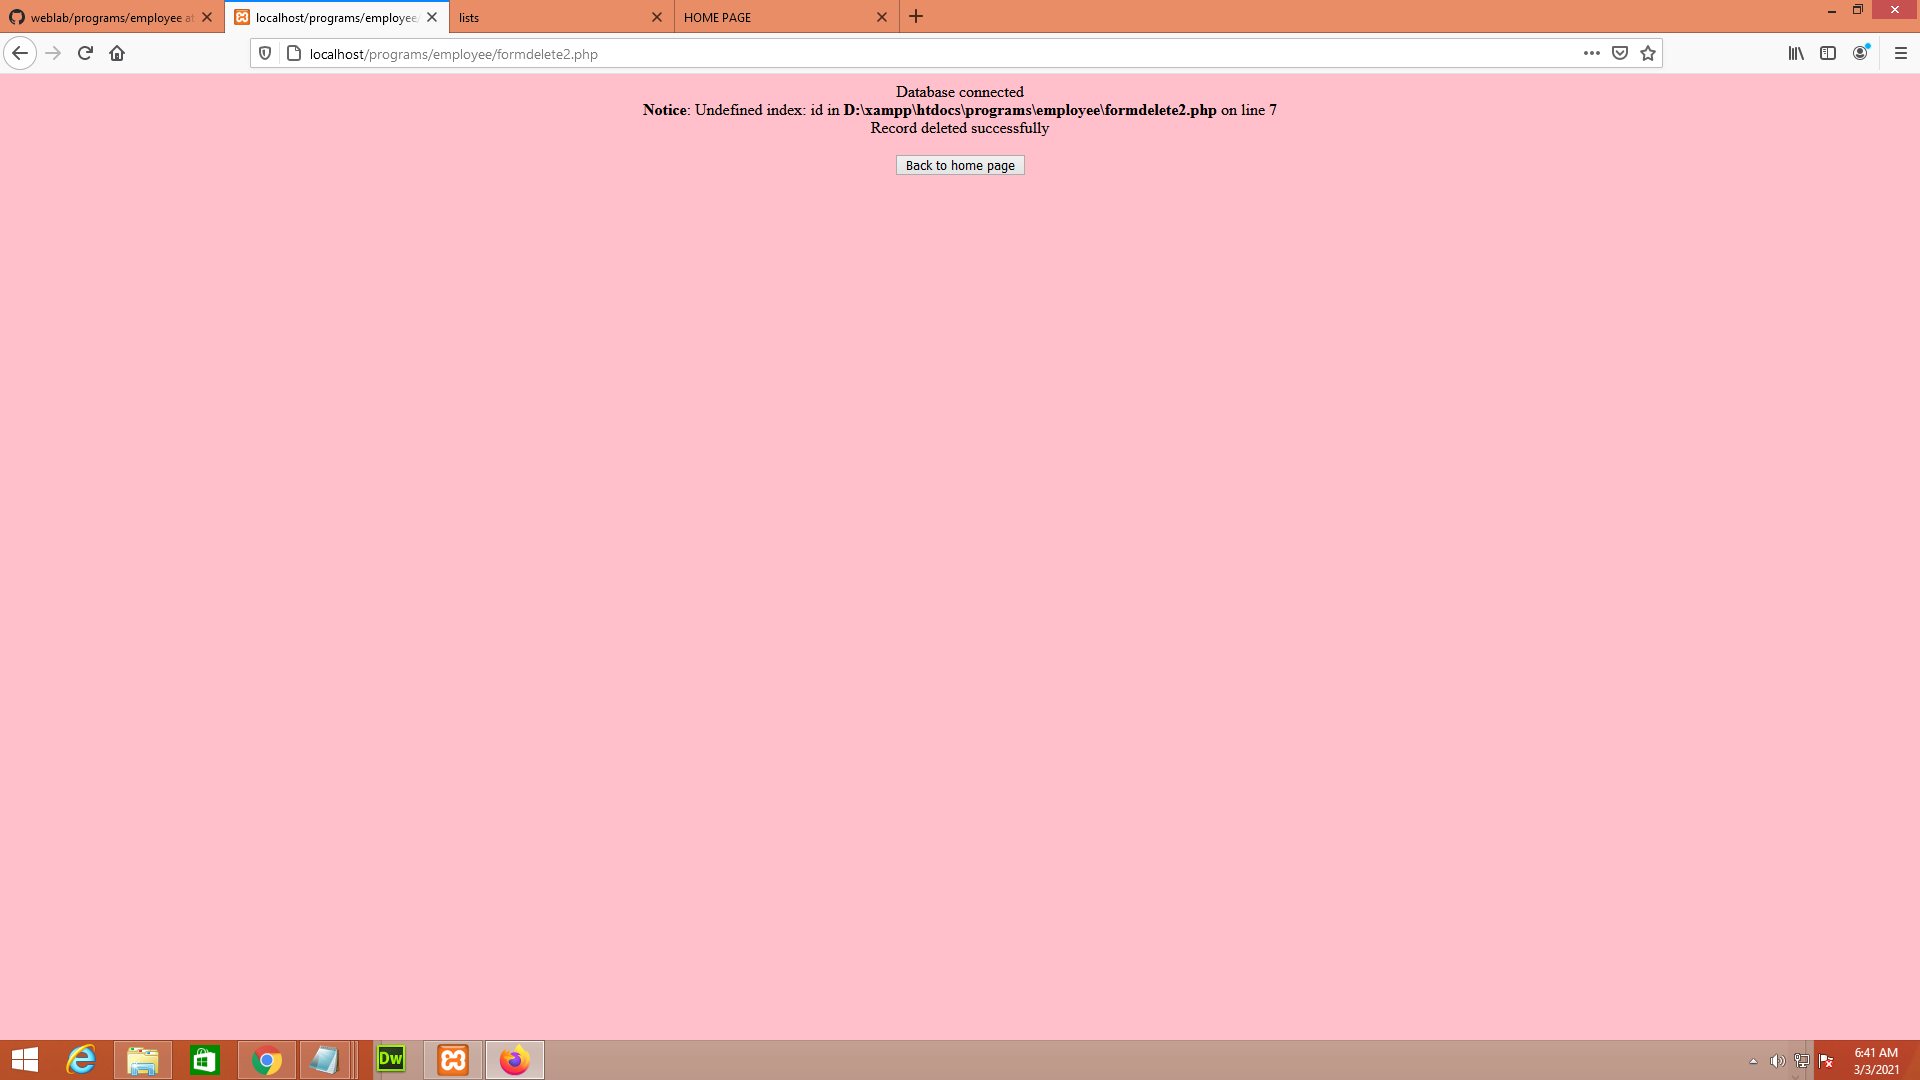 weblab/programs/employee at
localhost/programs/employee/
lists
HOME PAGE
localhost/programs/employee/formdelete2.php
Database connected
Notice: Undefined index: id in D:\xampp\htdocs\programs\employee\formdelete2.php on line 7
Record deleted successfully
Back to home page
Dw
6:41 AM
3/3/2021